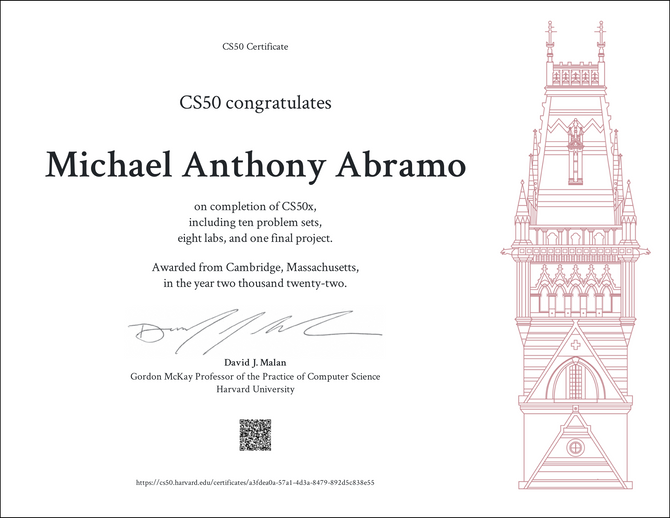 CS50 Certificate
CS50 congratulates
Michael Anthony Abramo
on completion of CS50x,
including ten problem sets,
eight labs, and one final project.
Awarded from Cambridge, Massachusetts,
in the year two thousand twenty-two.
David J. Malan
Gordon McKay Professor of the Practice of Computer Science
Harvard University
https://cs50.harvard.edu/certificates/a3fdea0a-57a1-4d3a-8479-892d5c838e55